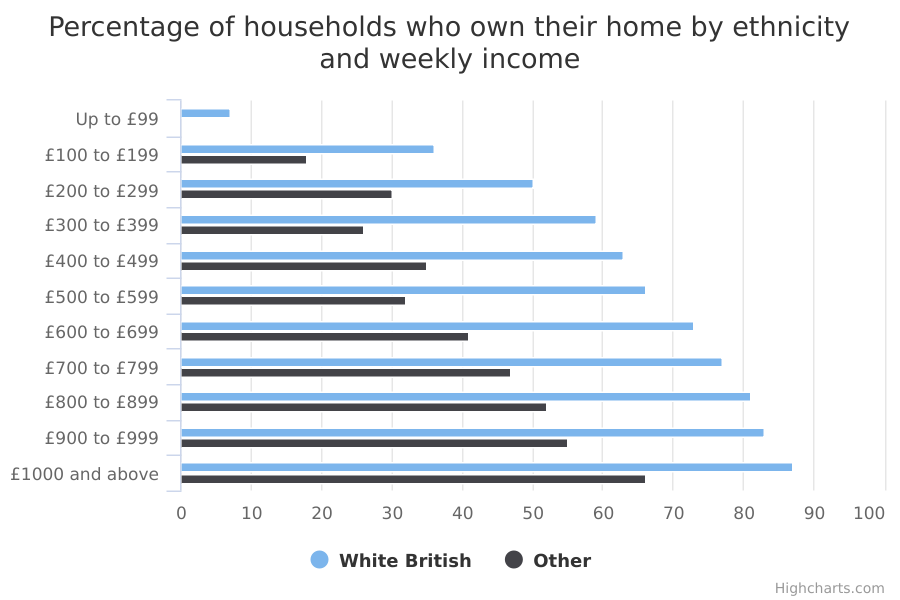 Percentage of households who own their home by ethnicity
and weekly income
Up to £99
£100 to £199
£200 to £299
£300 to £399
£400 to £499
£500 to £599
£600 to £699
£700 to £799
£800 to £899
£900 to £999
£1000 and above
0 10 20 30 40 50 60 70 80 90 100
White British Other
Highcharts.com